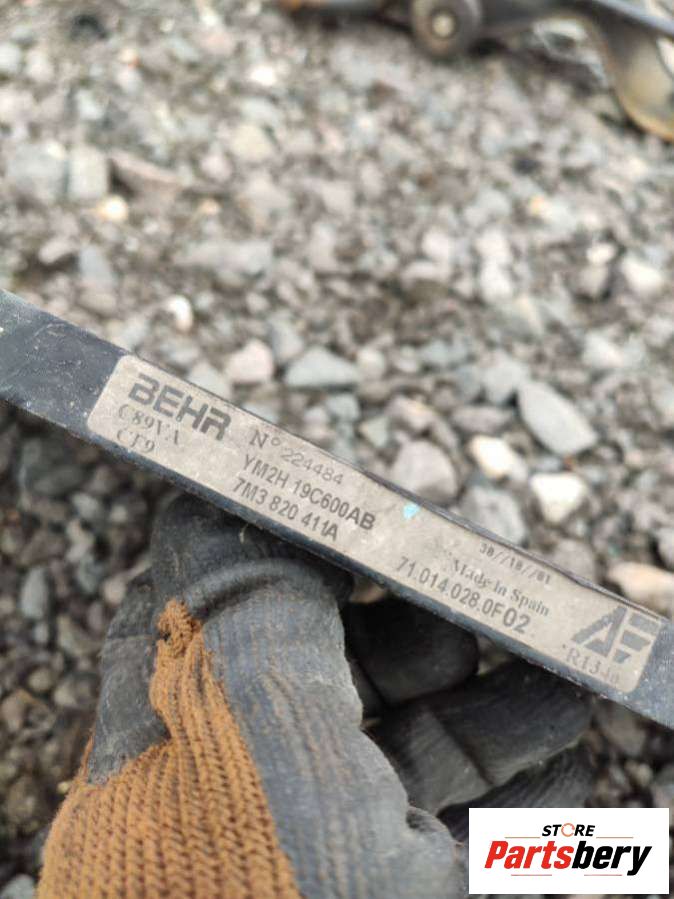 BEHR
C89VA
CT9
N° 224484
YM2H 19C600AB
7M3 820 411A
30//10//01
Made in Spain
71.014.028.0F02
AF
R134a
STORE
Partsbery